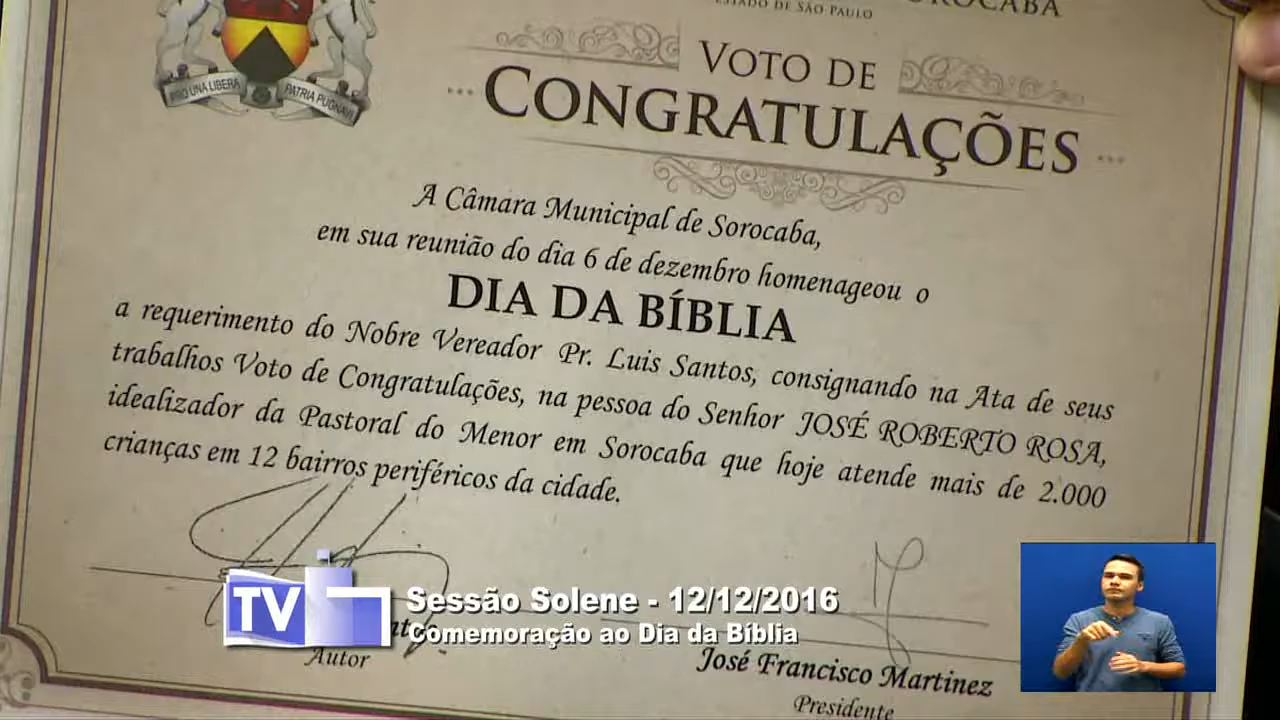 SOROCABA
ESTADO DE SÃO PAULO
VOTO DE
CONGRATULAÇÕES
PRO UNA LIBERA PATRIA PUGNAVI
A Câmara Municipal de Sorocaba,
em sua reunião do dia 6 de dezembro homenageou o
DIA DA BÍBLIA
a requerimento do Nobre Vereador Pr. Luis Santos, consignando na Ata de seus
trabalhos Voto de Congratulações, na pessoa do Senhor JOSÉ ROBERTO ROSA,
idealizador da Pastoral do Menor em Sorocaba que hoje atende mais de 2.000
crianças em 12 bairros periféricos da cidade.
TV
Sessão Solene - 12/12/2016
Comemoração ao Dia da Bíblia
Autor
José Francisco Martinez
Presidente